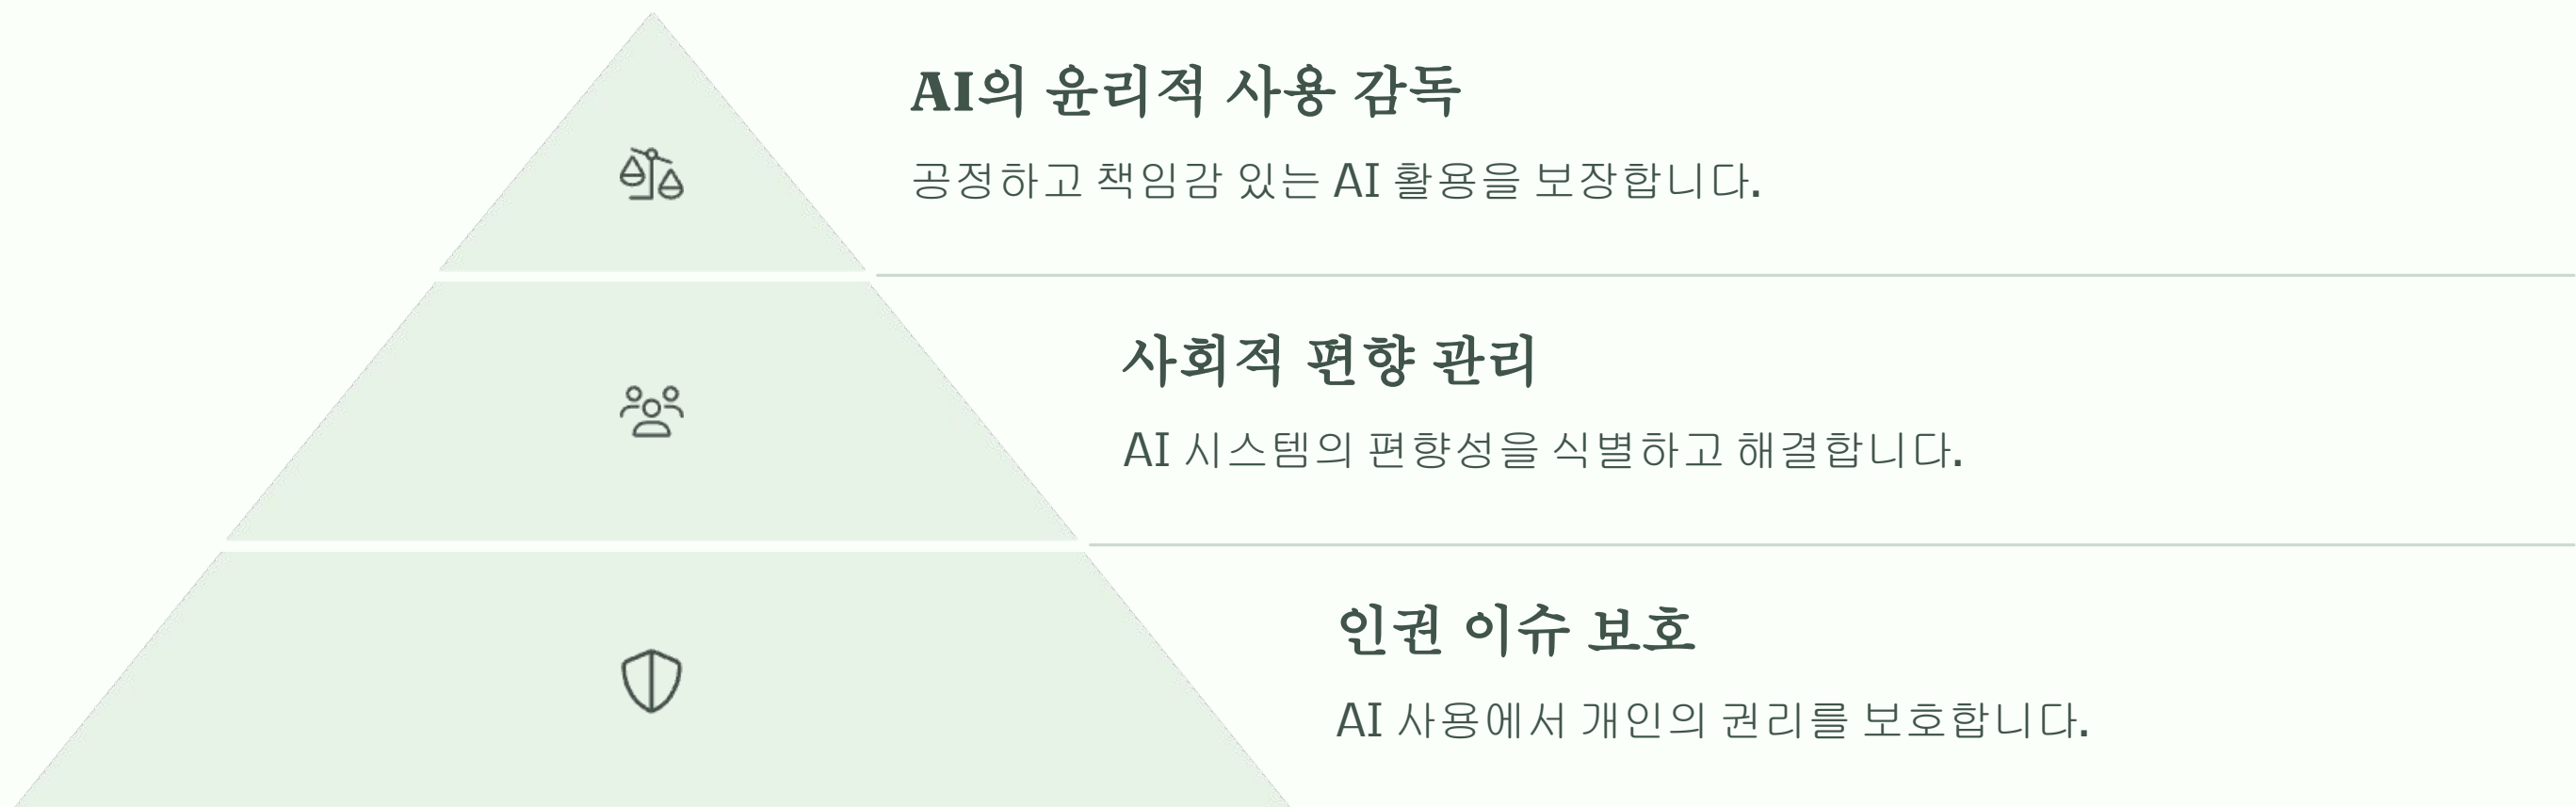 AI의 윤리적 사용 감독
공정하고 책임감 있는 AI 활용을 보장합니다.
사회적 편향 관리
AI 시스템의 편향성을 식별하고 해결합니다.
인권 이슈 보호
AI 사용에서 개인의 권리를 보호합니다.